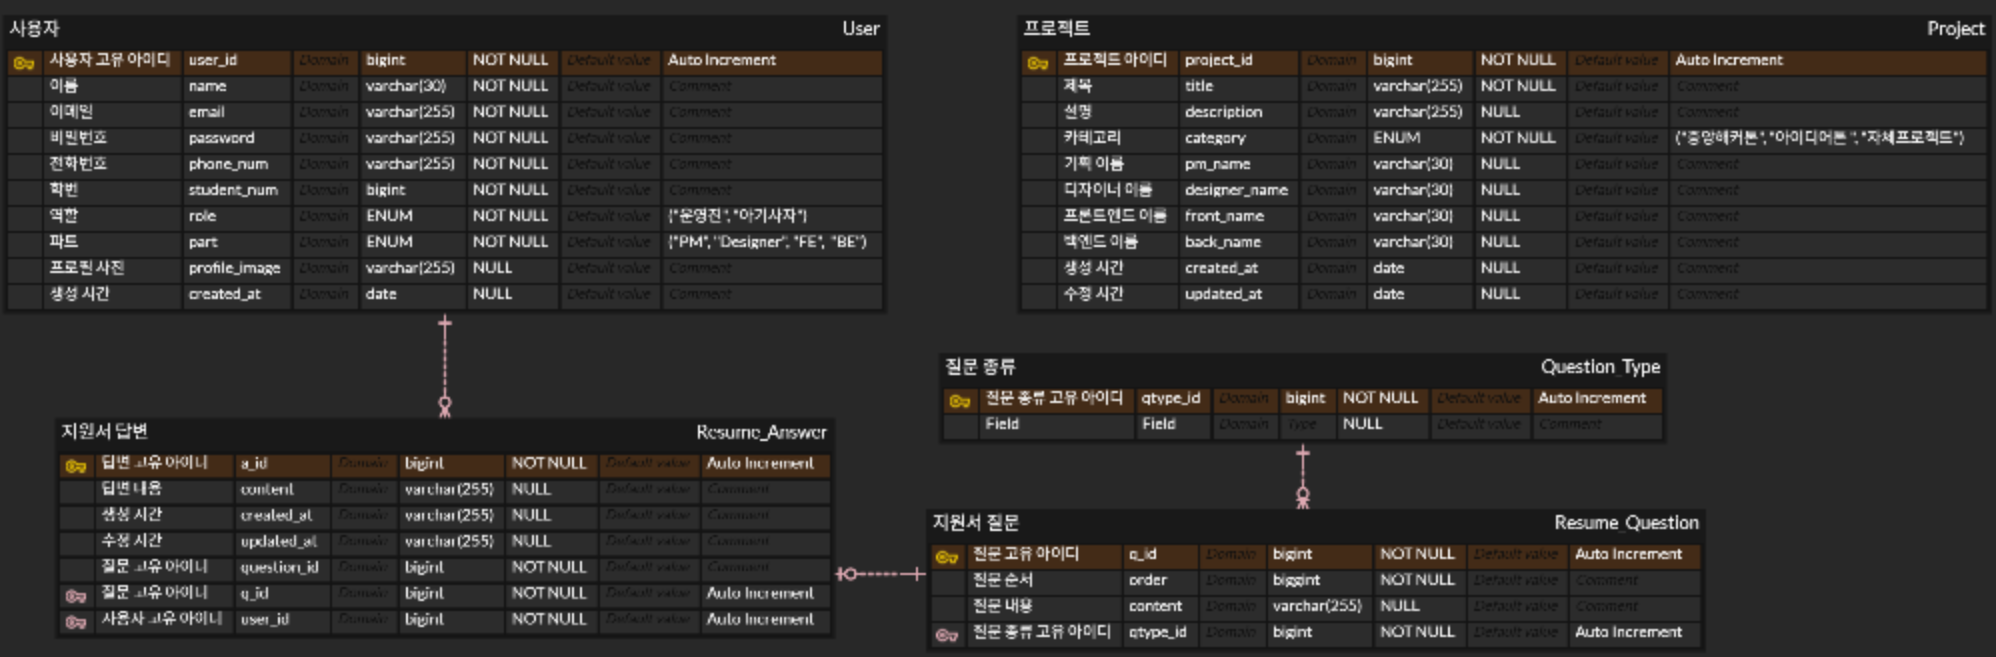 사용자 User
사용자 고유 아이디 user_id Domain bigint NOT NULL Default value Auto Increment
이름 name Domain varchar(30) NOT NULL Default value Comment
이메일 email Domain varchar(255) NOT NULL Default value Comment
비밀번호 password Domain varchar(255) NOT NULL Default value Comment
전화번호 phone_num Domain varchar(255) NOT NULL Default value Comment
학번 student_num Domain bigint NOT NULL Default value Comment
역할 role Domain ENUM NOT NULL Default value ("운영진", "아기사자")
파트 part Domain ENUM NOT NULL Default value ("PM", "Designer", "FE", "BE")
프로필 사진 profile_image Domain varchar(255) NULL Default value Comment
생성 시간 created_at Domain date NULL Default value Comment
프로젝트 Project
프로젝트 아이디 project_id Domain bigint NOT NULL Default value Auto Increment
제목 title Domain varchar(255) NOT NULL Default value Comment
설명 description Domain varchar(255) NULL Default value Comment
카테고리 category Domain ENUM NOT NULL Default value ("중앙해커톤", "아이디어톤", "자체프로젝트")
기획 이름 pm_name Domain varchar(30) NULL Default value Comment
디자이너 이름 designer_name Domain varchar(30) NULL Default value Comment
프론트엔드 이름 front_name Domain varchar(30) NULL Default value Comment
백엔드 이름 back_name Domain varchar(30) NULL Default value Comment
생성 시간 created_at Domain date NULL Default value Comment
수정 시간 updated_at Domain date NULL Default value Comment
질문 종류 Question_Type
질문 종류 고유 아이디 qtype_id Domain bigint NOT NULL Default value Auto Increment
Field Field Domain Type NULL Default value Comment
지원서 답변 Resume_Answer
답변 고유 아이디 a_id Domain bigint NOT NULL Default value Auto Increment
답변 내용 content Domain varchar(255) NULL Default value Comment
생성 시간 created_at Domain varchar(255) NULL Default value Comment
수정 시간 updated_at Domain varchar(255) NULL Default value Comment
질문 고유 아이디 question_id Domain bigint NOT NULL Default value Comment
질문 고유 아이디 q_id Domain bigint NOT NULL Default value Auto Increment
사용자 고유 아이디 user_id Domain bigint NOT NULL Default value Auto Increment
지원서 질문 Resume_Question
질문 고유 아이디 q_id Domain bigint NOT NULL Default value Auto Increment
질문 순서 order Domain biggint NOT NULL Default value Comment
질문 내용 content Domain varchar(255) NULL Default value Comment
질문 종류 고유 아이디 qtype_id Domain bigint NOT NULL Default value Auto Increment